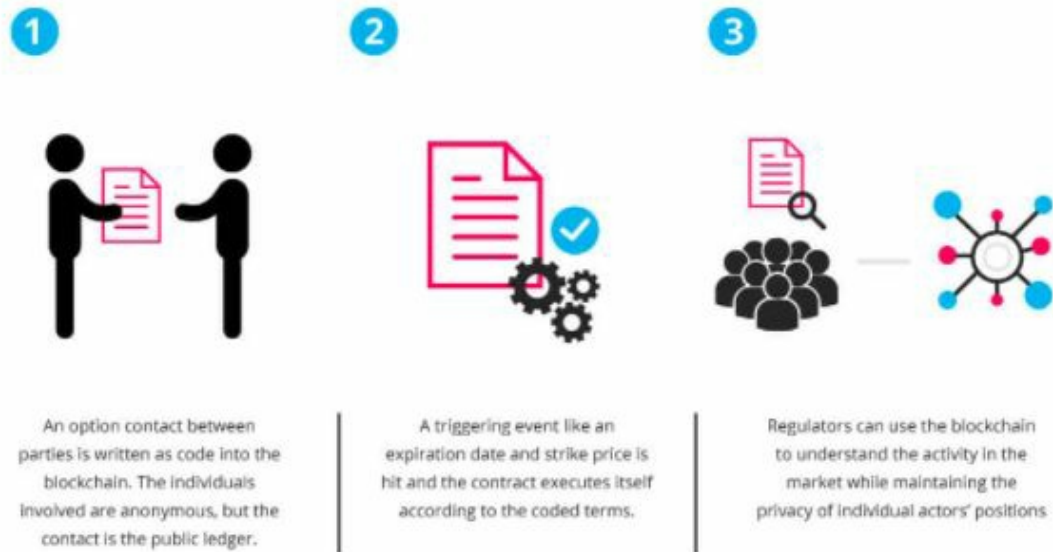 1
2
3
An option contact between
parties is written as code into the
blockchain. The individuals
involved are anonymous, but the
contact is the public ledger.
A triggering event like an
expiration date and strike price is
hit and the contract executes itself
according to the coded terms.
Regulators can use the blockchain
to understand the activity in the
market while maintaining the
privacy of individual actors' positions